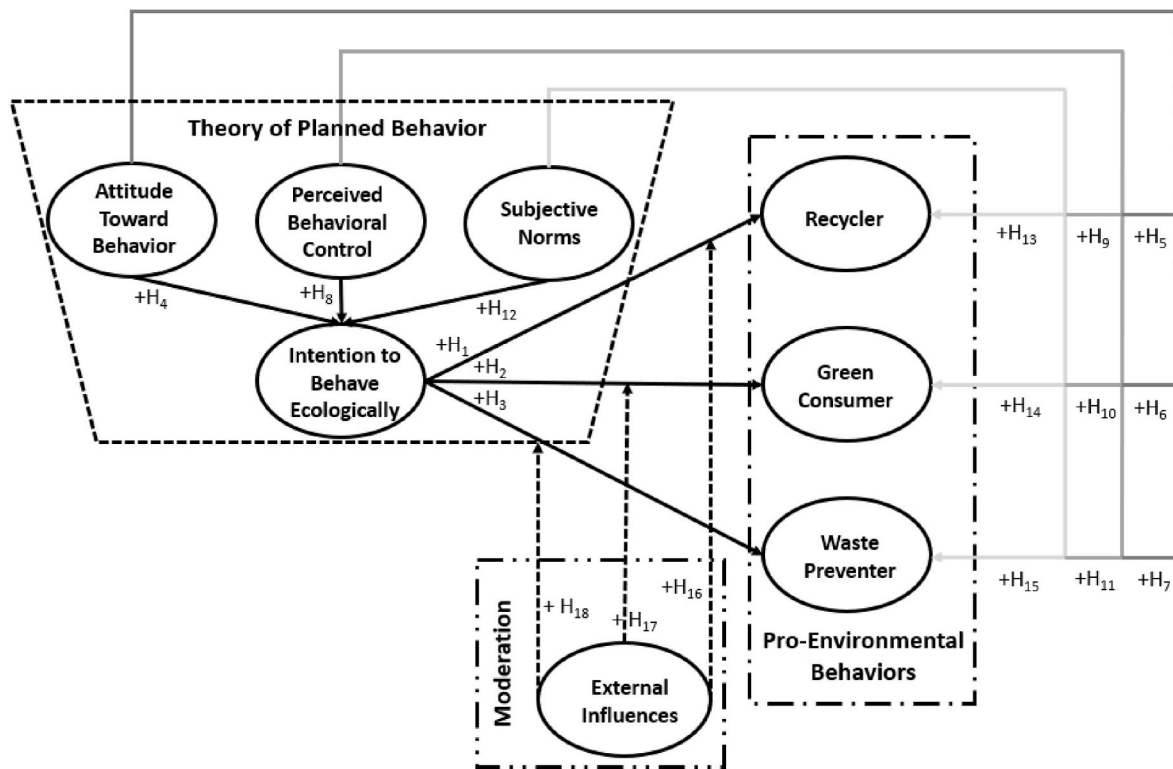 Theory of Planned Behavior
Attitude
Toward
Behavior
Perceived
Behavioral
Control
Subjective
Norms
+H₄
+H₈
+H₁₂
Intention to
Behave
Ecologically
+H₁
+H₂
+H₃
Recycler
+H₁₃
+H₉
+H₅
Green
Consumer
+H₁₄
+H₁₀
+H₆
Waste
Preventer
+H₁₅
+H₁₁
+H₇
Pro-Environmental
Behaviors
+H₁₆
+ H₁₈
+ H₁₇
Moderation
External
Influences